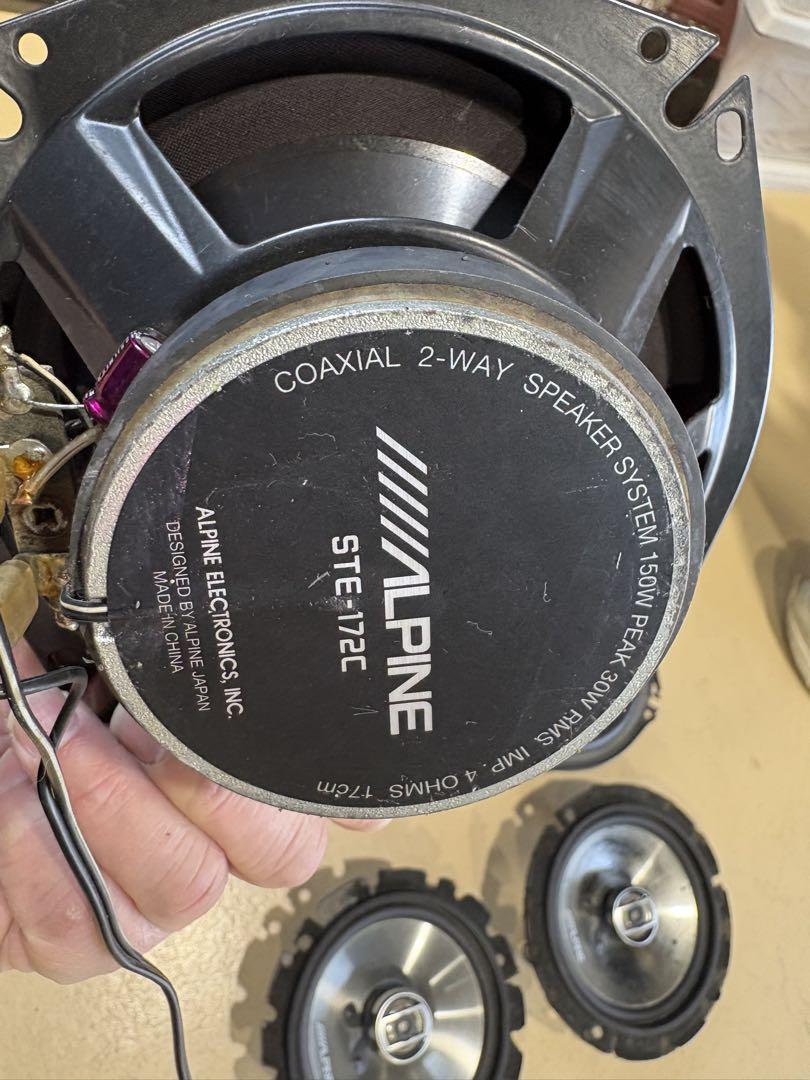 COAXIAL 2-WAY SPEAKER SYSTEM 150W PEAK 30W RMS IMP. 4 OHMS 17cm
ALPINE
STE-172C
ALPINE ELECTRONICS, INC.
DESIGNED BY ALPINE JAPAN
MADE IN CHINA